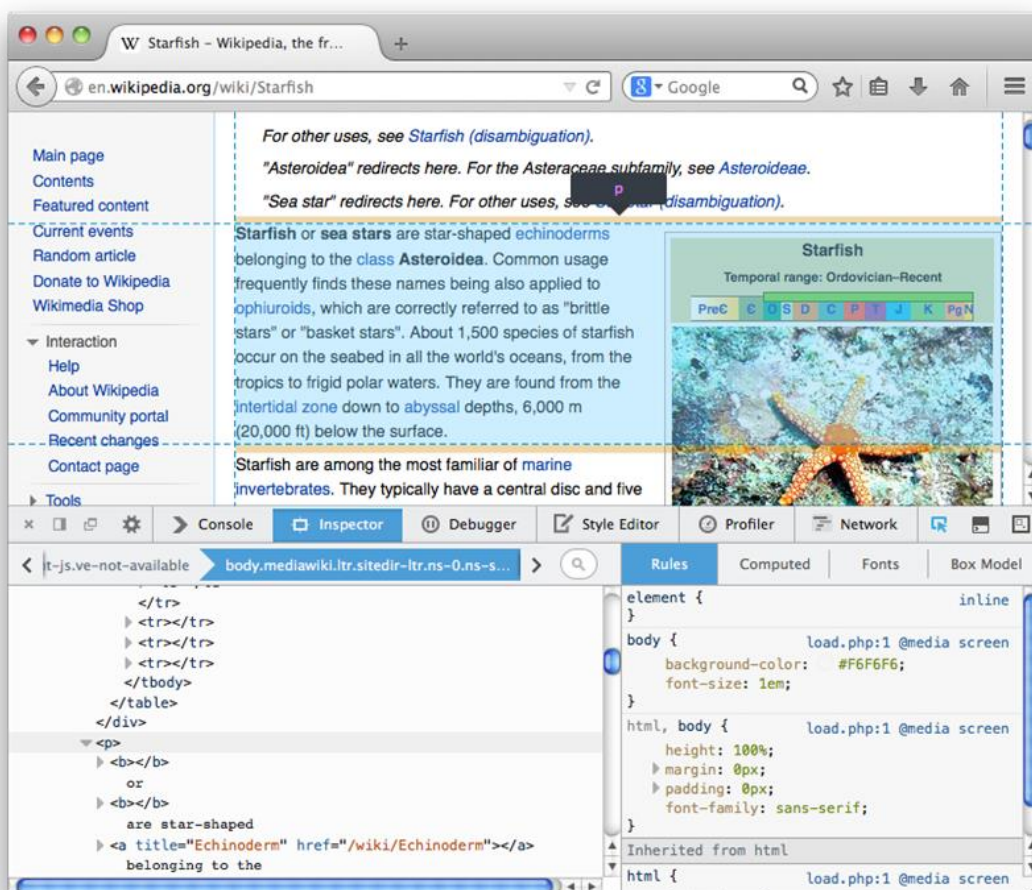 W Starfish – Wikipedia, the fr...
en.wikipedia.org/wiki/Starfish
8 Google
Main page
Contents
Featured content
Current events
Random article
Donate to Wikipedia
Wikimedia Shop
Interaction
Help
About Wikipedia
Community portal
Recent changes
Contact page
Tools
For other uses, see Starfish (disambiguation).
"Asteroidea" redirects here. For the Asteraceae subfamily, see Asteroideae.
"Sea star" redirects here. For other uses, see (disambiguation).
p
Starfish or sea stars are star-shaped echinoderms
belonging to the class Asteroidea. Common usage
frequently finds these names being also applied to
ophiuroids, which are correctly referred to as "brittle
stars" or "basket stars". About 1,500 species of starfish
occur on the seabed in all the world's oceans, from the
tropics to frigid polar waters. They are found from the
intertidal zone down to abyssal depths, 6,000 m
(20,000 ft) below the surface.
Starfish are among the most familiar of marine
invertebrates. They typically have a central disc and five
Starfish
Temporal range: Ordovician–Recent
PreЄ Є O S D C P T J K Pg N
Console Inspector Debugger Style Editor Profiler Network
it-js.ve-not-available body.mediawiki.ltr.sitedir-ltr.ns-0.ns-s...
</tr>
<tr></tr>
<tr></tr>
<tr></tr>
</tbody>
</table>
</div>
<p>
<b></b>
or
<b></b>
are star-shaped
<a title="Echinoderm" href="/wiki/Echinoderm"></a>
belonging to the
Rules Computed Fonts Box Model
element { inline
}
body { load.php:1 @media screen
background-color: #F6F6F6;
font-size: 1em;
}
html, body { load.php:1 @media screen
height: 100%;
margin: 0px;
padding: 0px;
font-family: sans-serif;
}
Inherited from html
html { load.php:1 @media screen